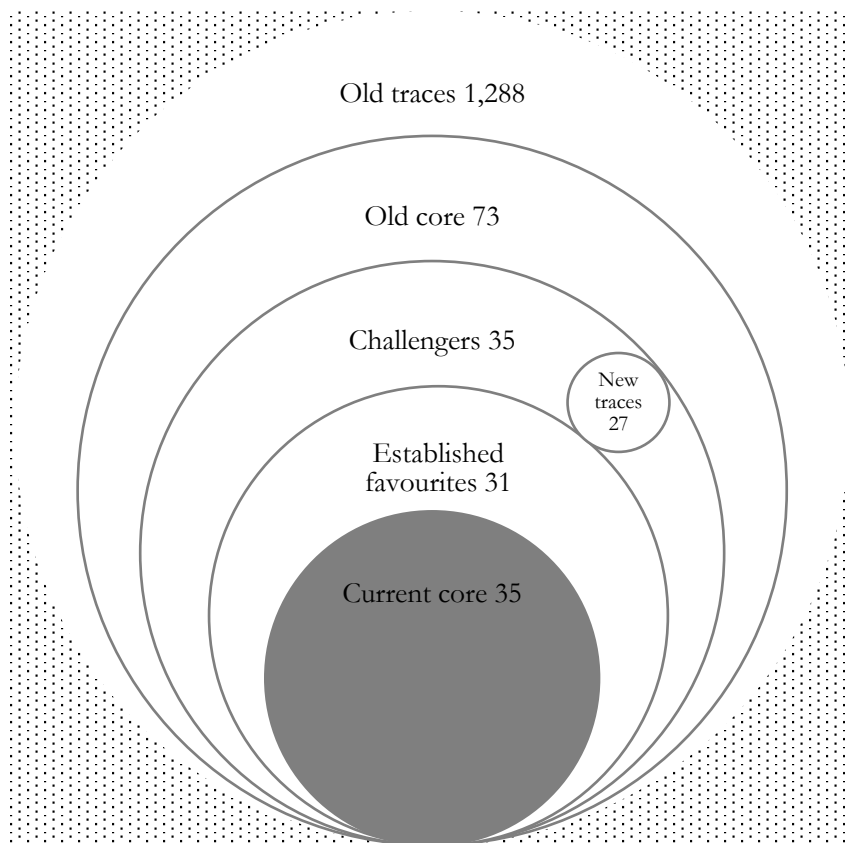 Old traces 1,288
Old core 73
Challengers 35
New
traces
27
Established
favourites 31
Current core 35